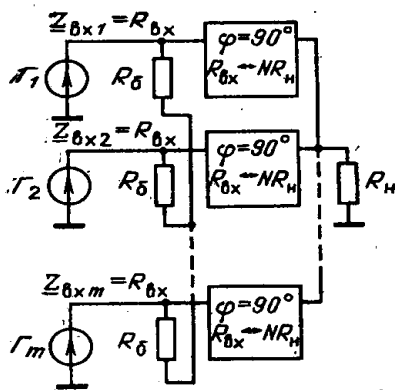 Z̲вх1=Rвх
Г1
Rб
φ=90°
Rвх↔NRн
Z̲вх2=Rвх
Г2
Rб
φ=90°
Rвх↔NRн
Rн
Z̲вхm=Rвх
Гm
Rб
φ=90°
Rвх↔NRн